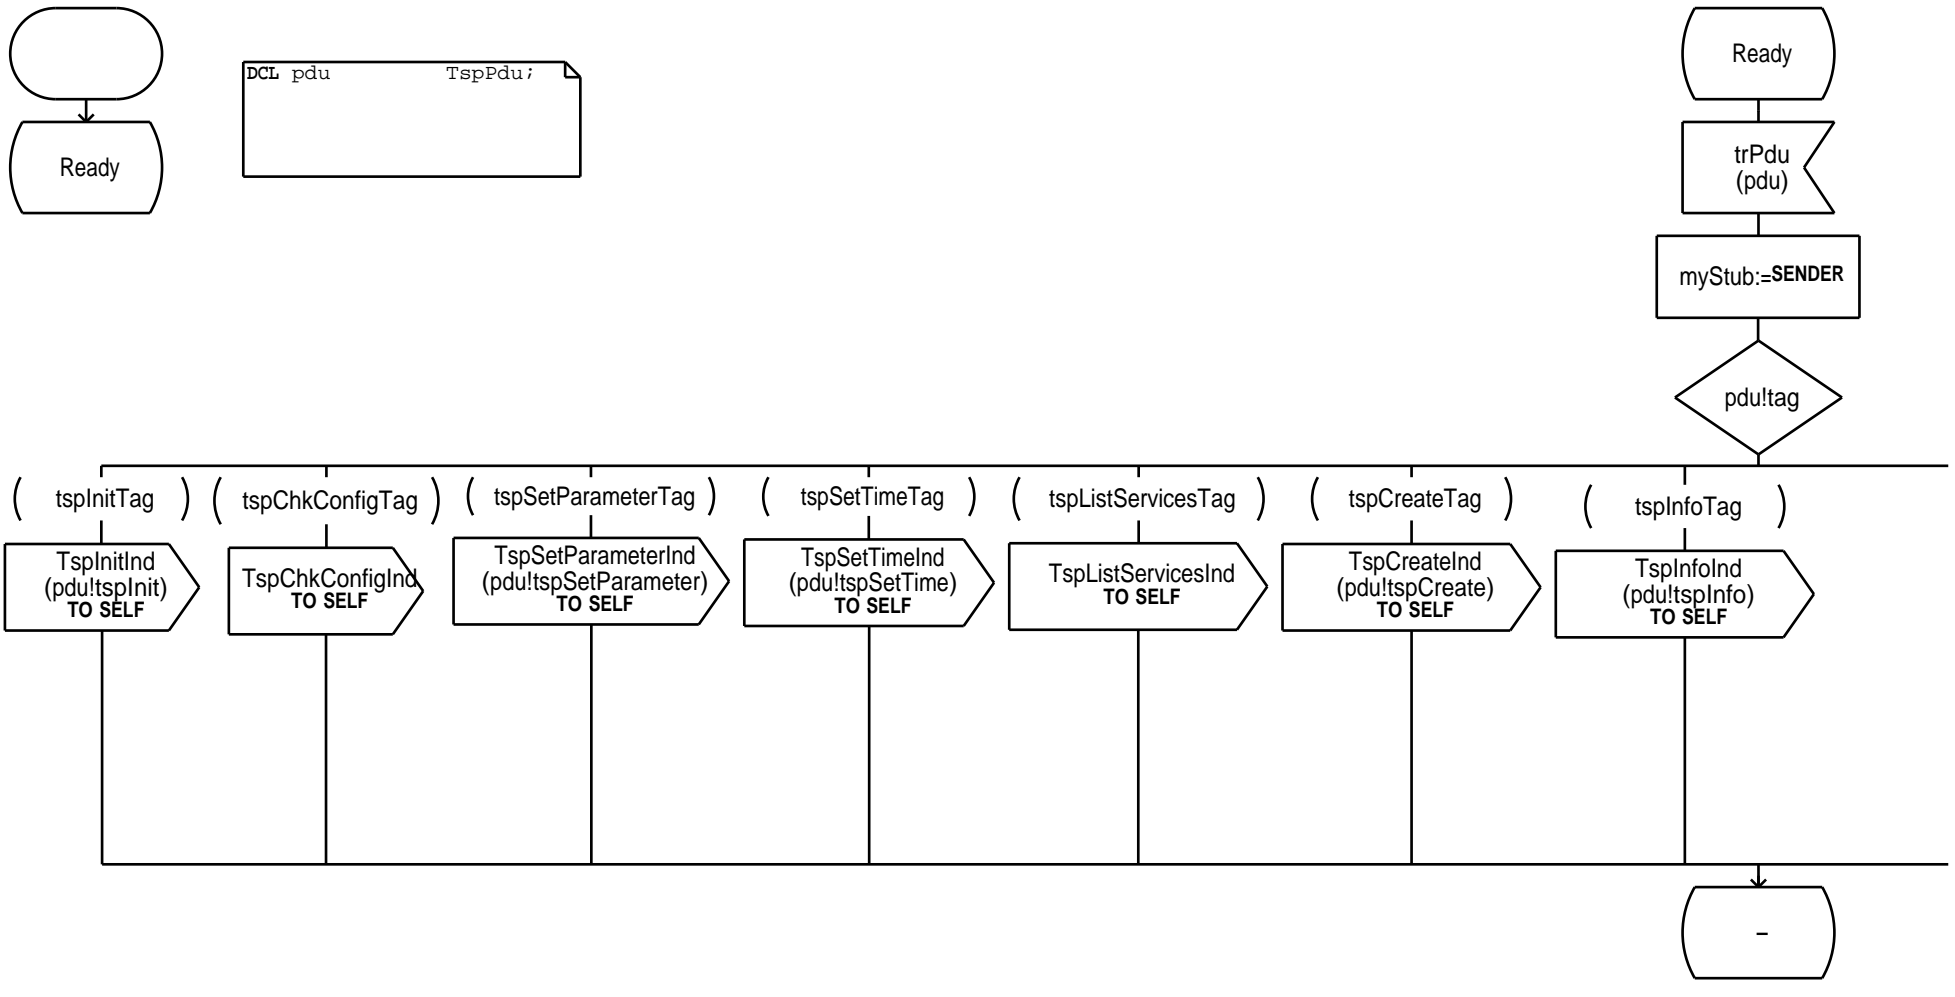 Ready
DCL pdu TspPdu;
Ready
trPdu
(pdu)
myStub:=SENDER
pdu!tag
( tspInitTag )
( tspChkConfigTag )
( tspSetParameterTag )
( tspSetTimeTag )
( tspListServicesTag )
( tspCreateTag )
( tspInfoTag )
TspInitInd
(pdu!tspInit)
TO SELF
TspChkConfigInd
TO SELF
TspSetParameterInd
(pdu!tspSetParameter)
TO SELF
TspSetTimeInd
(pdu!tspSetTime)
TO SELF
TspListServicesInd
TO SELF
TspCreateInd
(pdu!tspCreate)
TO SELF
TspInfoInd
(pdu!tspInfo)
TO SELF
–